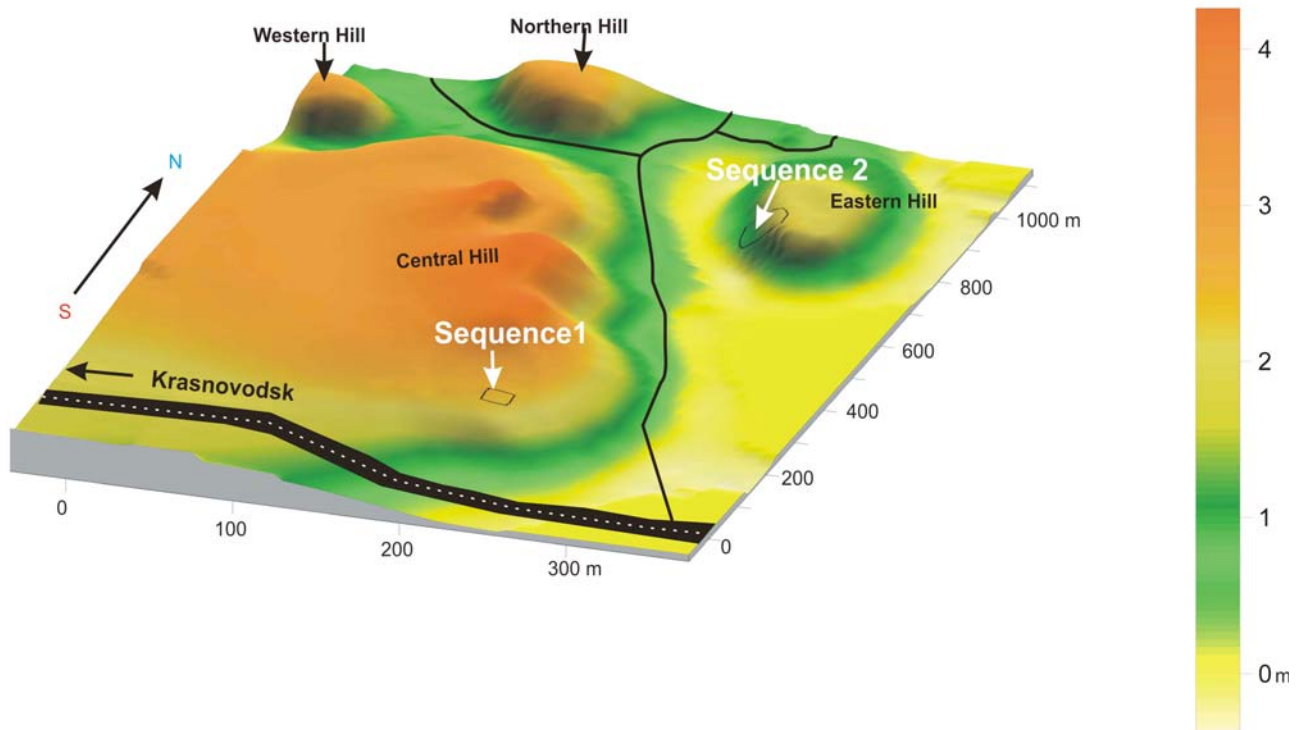 Western Hill
Northern Hill
4
N
Sequence 2
Eastern Hill
3
1000 m
Central Hill
800
S
Sequence1
600
2
Krasnovodsk
400
200
1
0
100
0
200
300 m
0 m